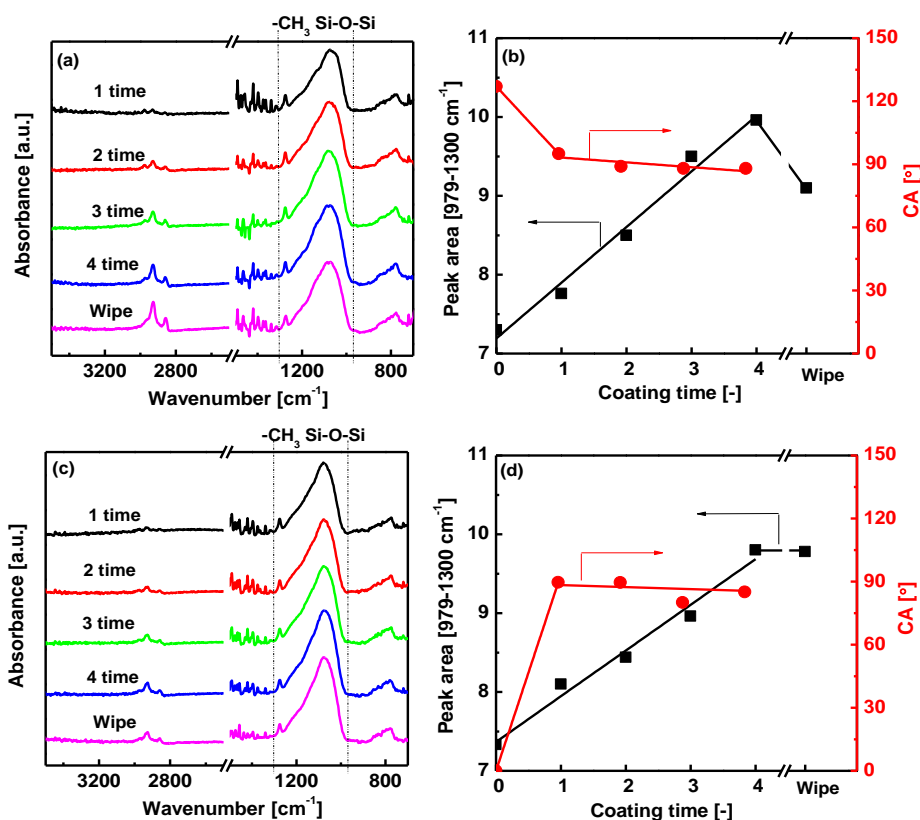 -CH3 Si-O-Si
(a)
1 time
2 time
3 time
4 time
Wipe
Absorbance [a.u.]
3200 2800 1200 800
Wavenumber [cm-1]
(b)
11
10
9
8
7
Peak area [979-1300 cm-1]
150
120
90
60
30
0
CA [°]
0 1 2 3 4 Wipe
Coating time [-]
-CH3 Si-O-Si
(c)
1 time
2 time
3 time
4 time
Wipe
Absorbance [a.u.]
3200 2800 1200 800
Wavenumber [cm-1]
(d)
11
10
9
8
7
Peak area [979-1300 cm-1]
150
120
90
60
30
0
CA [°]
0 1 2 3 4 Wipe
Coating time [-]